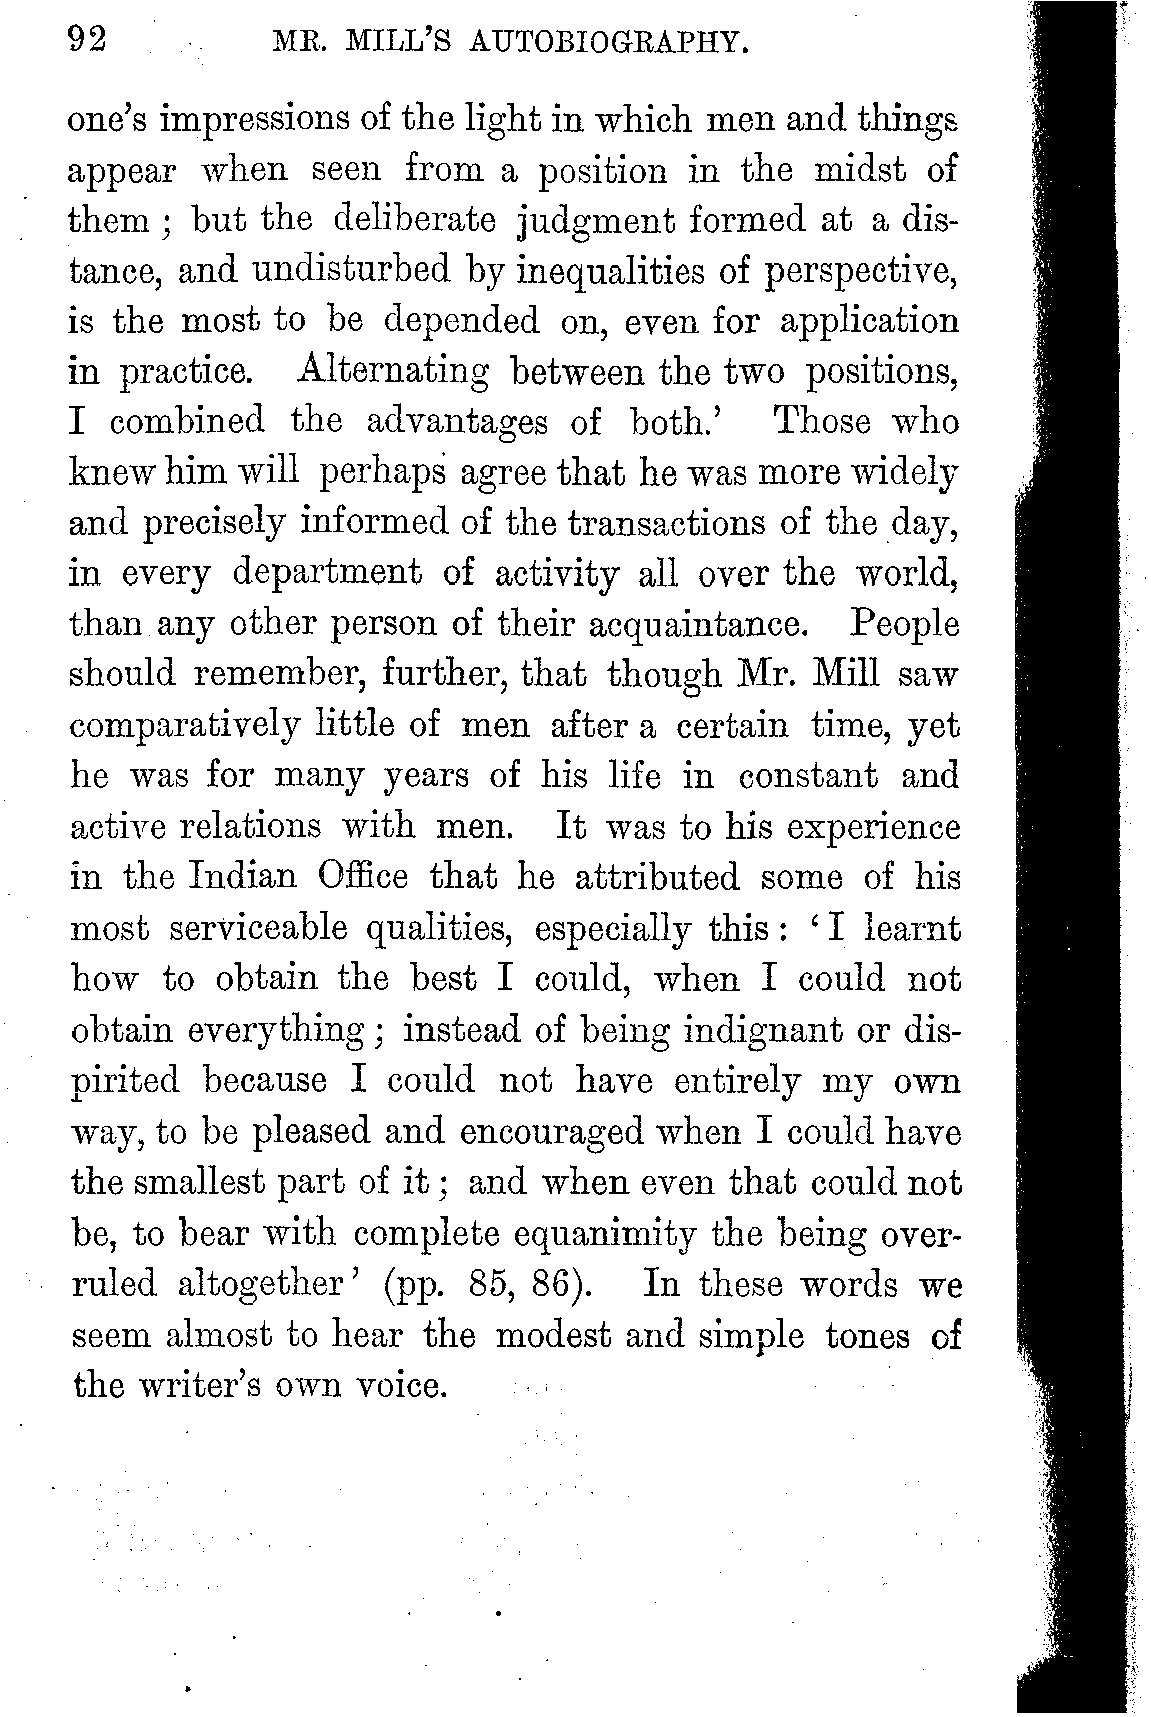 92 MR. MILL'S AUTOBIOGRAPHY.
one's impressions of the light in which men and things
appear when seen from a position in the midst of
them ; but the deliberate judgment formed at a dis-
tance, and undisturbed by inequalities of perspective,
is the most to be depended on, even for application
in practice. Alternating between the two positions,
I combined the advantages of both.' Those who
knew him will perhaps agree that he was more widely
and precisely informed of the transactions of the day,
in every department of activity all over the world,
than any other person of their acquaintance. People
should remember, further, that though Mr. Mill saw
comparatively little of men after a certain time, yet
he was for many years of his life in constant and
active relations with men. It was to his experience
in the Indian Office that he attributed some of his
most serviceable qualities, especially this : 'I learnt
how to obtain the best I could, when I could not
obtain everything ; instead of being indignant or dis-
pirited because I could not have entirely my own
way, to be pleased and encouraged when I could have
the smallest part of it ; and when even that could not
be, to bear with complete equanimity the being over-
ruled altogether' (pp. 85, 86). In these words we
seem almost to hear the modest and simple tones of
the writer's own voice.